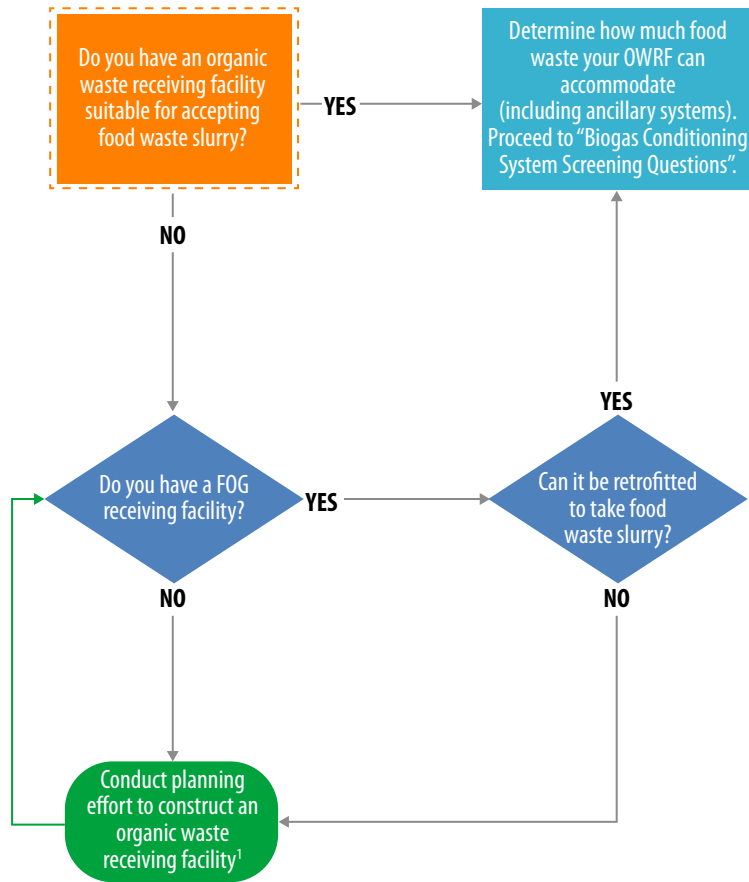 Do you have an organic
waste receiving facility
suitable for accepting
food waste slurry?
YES
Determine how much food
waste your OWRF can
accommodate
(including ancillary systems).
Proceed to “Biogas Conditioning
System Screening Questions”.
NO
YES
Do you have a FOG
receiving facility?
YES
Can it be retrofitted
to take food
waste slurry?
NO
NO
Conduct planning
effort to construct an
organic waste
receiving facility¹